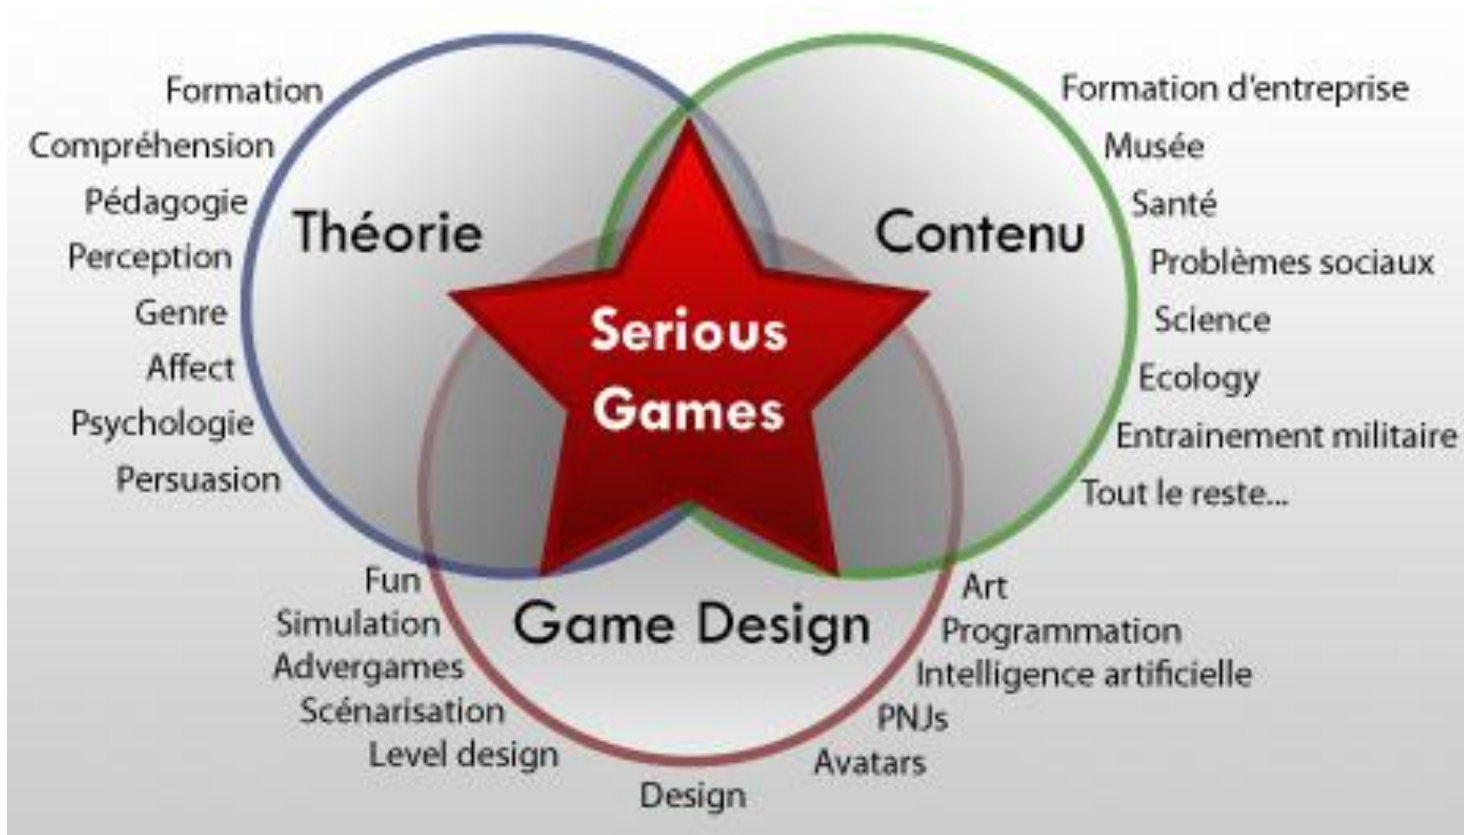 Formation
Compréhension
Pédagogie
Perception
Genre
Affect
Psychologie
Persuasion
Théorie
Contenu
Formation d'entreprise
Musée
Santé
Problèmes sociaux
Science
Ecology
Entrainement militaire
Tout le reste...
Serious
Games
Game Design
Fun
Simulation
Advergames
Scénarisation
Level design
Design
Art
Programmation
Intelligence artificielle
PNJs
Avatars